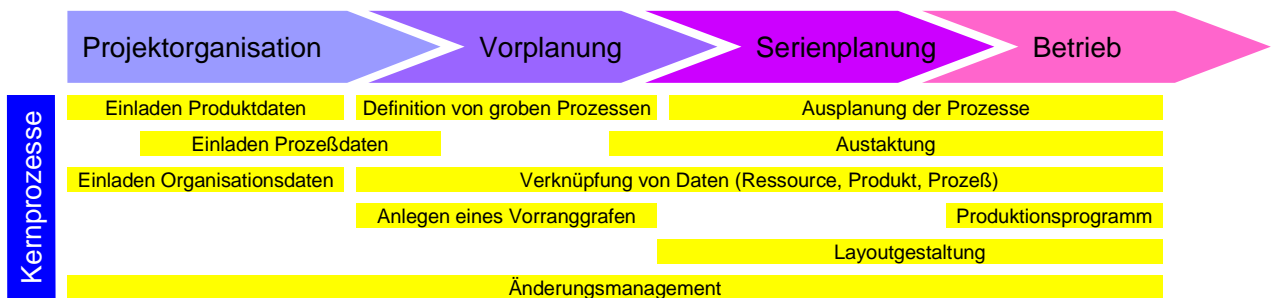 Projektorganisation Vorplanung Serienplanung Betrieb
Kernprozesse
Einladen Produktdaten Definition von groben Prozessen Ausplanung der Prozesse
Einladen Prozeßdaten Austaktung
Einladen Organisationsdaten Verknüpfung von Daten (Ressource, Produkt, Prozeß)
Anlegen eines Vorranggrafen Produktionsprogramm
Layoutgestaltung
Änderungsmanagement